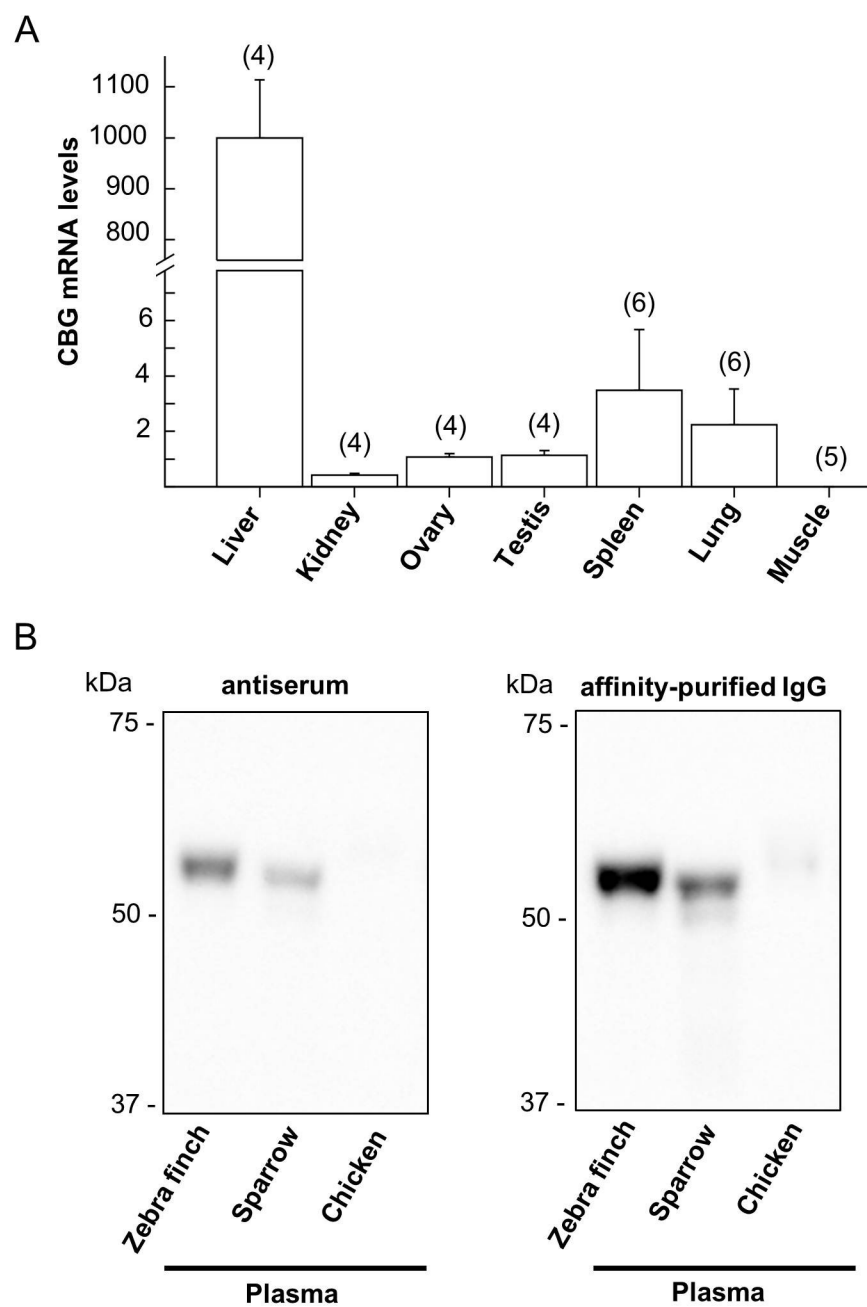 A
CBG mRNA levels
1100
1000
900
800
6
4
2
(4)
(4)
(4)
(4)
(6)
(6)
(5)
Liver
Kidney
Ovary
Testis
Spleen
Lung
Muscle
B
kDa
antiserum
75 -
50 -
37 -
Zebra finch
Sparrow
Chicken
Plasma
kDa
affinity-purified IgG
75 -
50 -
37 -
Zebra finch
Sparrow
Chicken
Plasma